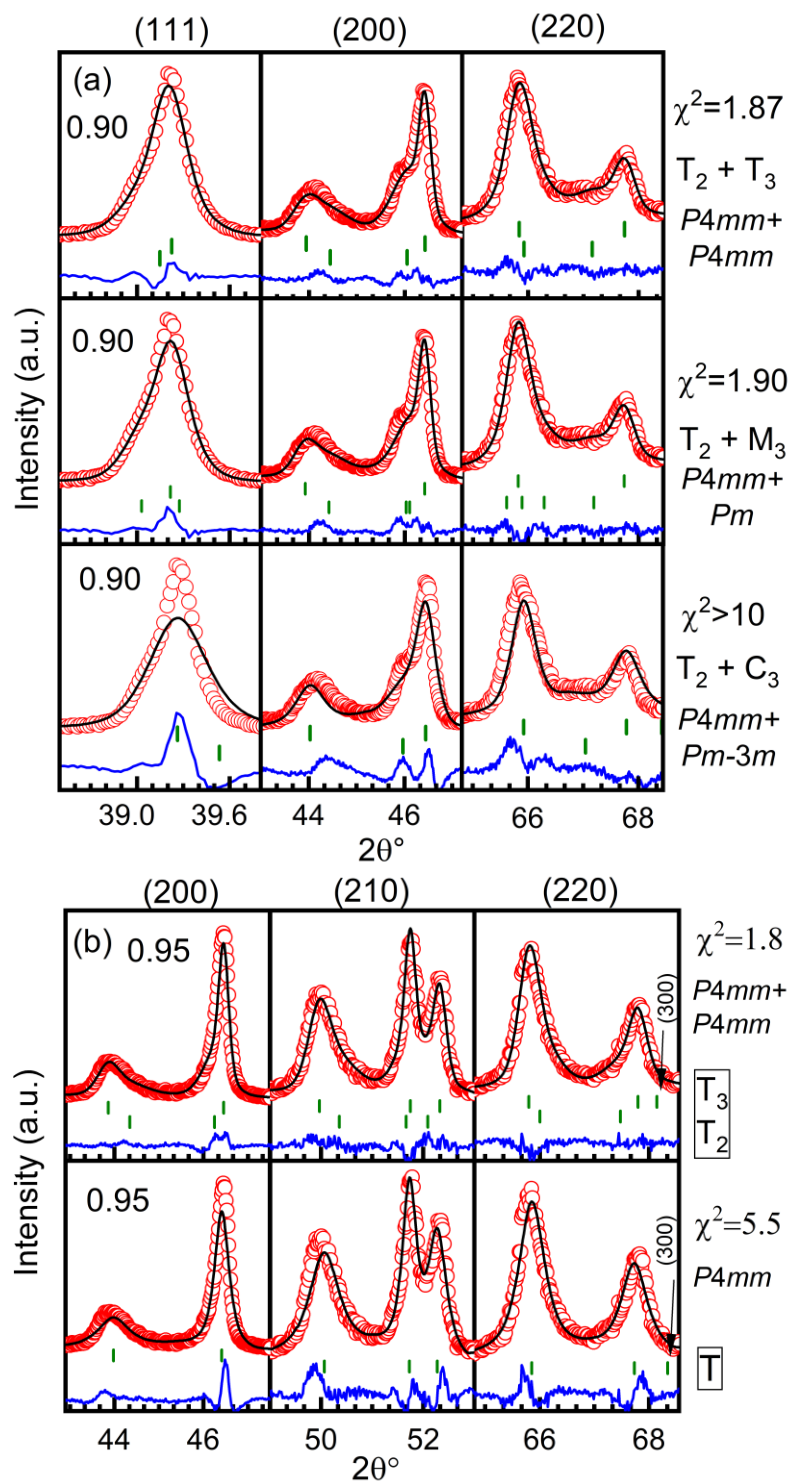 (111) (200) (220)
(a)
0.90
χ²=1.87
T₂ + T₃
P4mm+
P4mm
0.90
χ²=1.90
T₂ + M₃
P4mm+
Pm
0.90
χ²>10
T₂ + C₃
P4mm+
Pm-3m
Intensity (a.u.)
39.0 39.6 44 46 66 68
2θ°
(200) (210) (220)
(b) 0.95
χ²=1.8
P4mm+
P4mm
(300)
T₃
T₂
0.95
χ²=5.5
P4mm
(300)
T
Intensity (a.u.)
44 46 50 52 66 68
2θ°